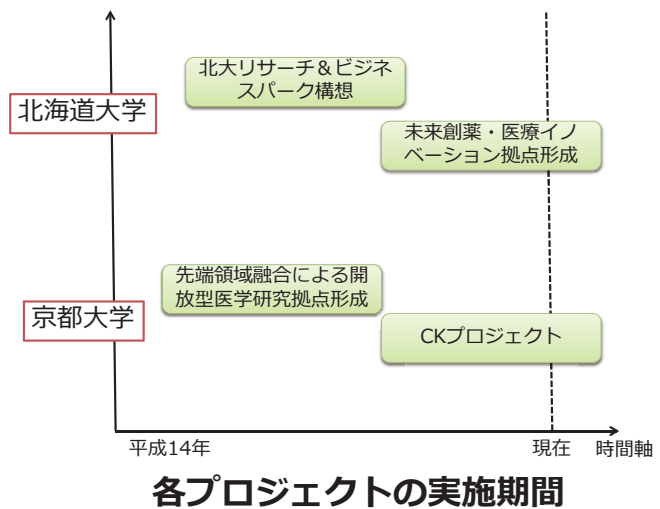 北大リサーチ＆ビジネ
スパーク構想
北海道大学
未来創薬・医療イノ
ベーション拠点形成
先端領域融合による開
放型医学研究拠点形成
京都大学
CKプロジェクト
平成14年
現在
時間軸
各プロジェクトの実施期間